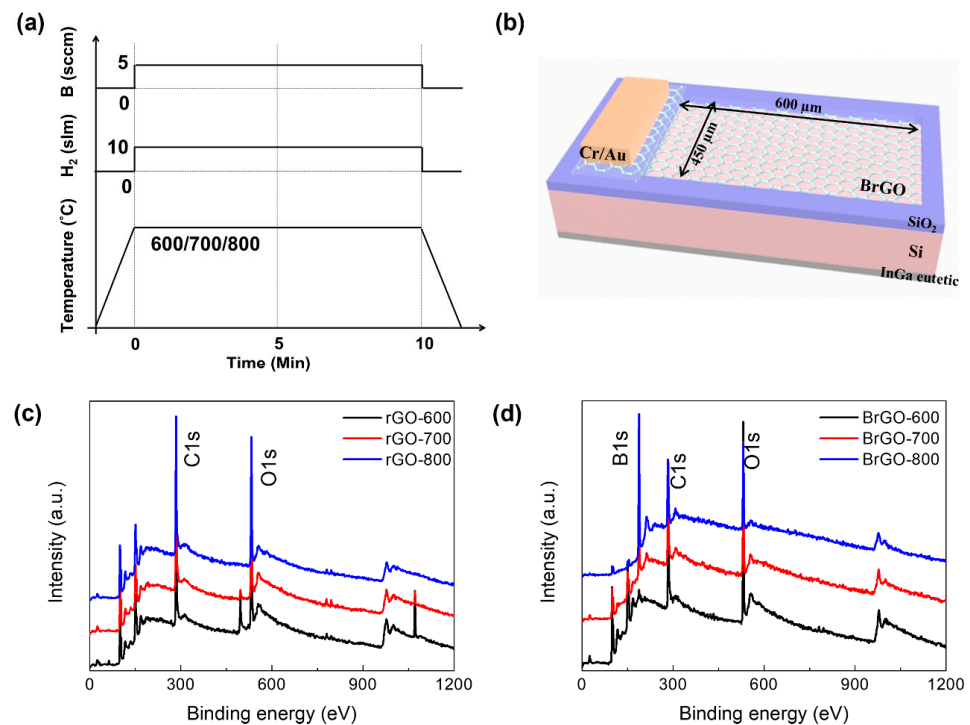 (a)
B (sccm)
5
0
H₂ (slm)
10
0
Temperature (˚C)
600/700/800
0
5
10
Time (Min)
(b)
600 µm
450 µm
Cr/Au
BrGO
SiO₂
Si
InGa eutetic
(c)
Intensity (a.u.)
C1s
O1s
rGO-600
rGO-700
rGO-800
0
300
600
900
1200
Binding energy (eV)
(d)
Intensity (a.u.)
B1s
C1s
O1s
BrGO-600
BrGO-700
BrGO-800
0
300
600
900
1200
Binding energy (eV)